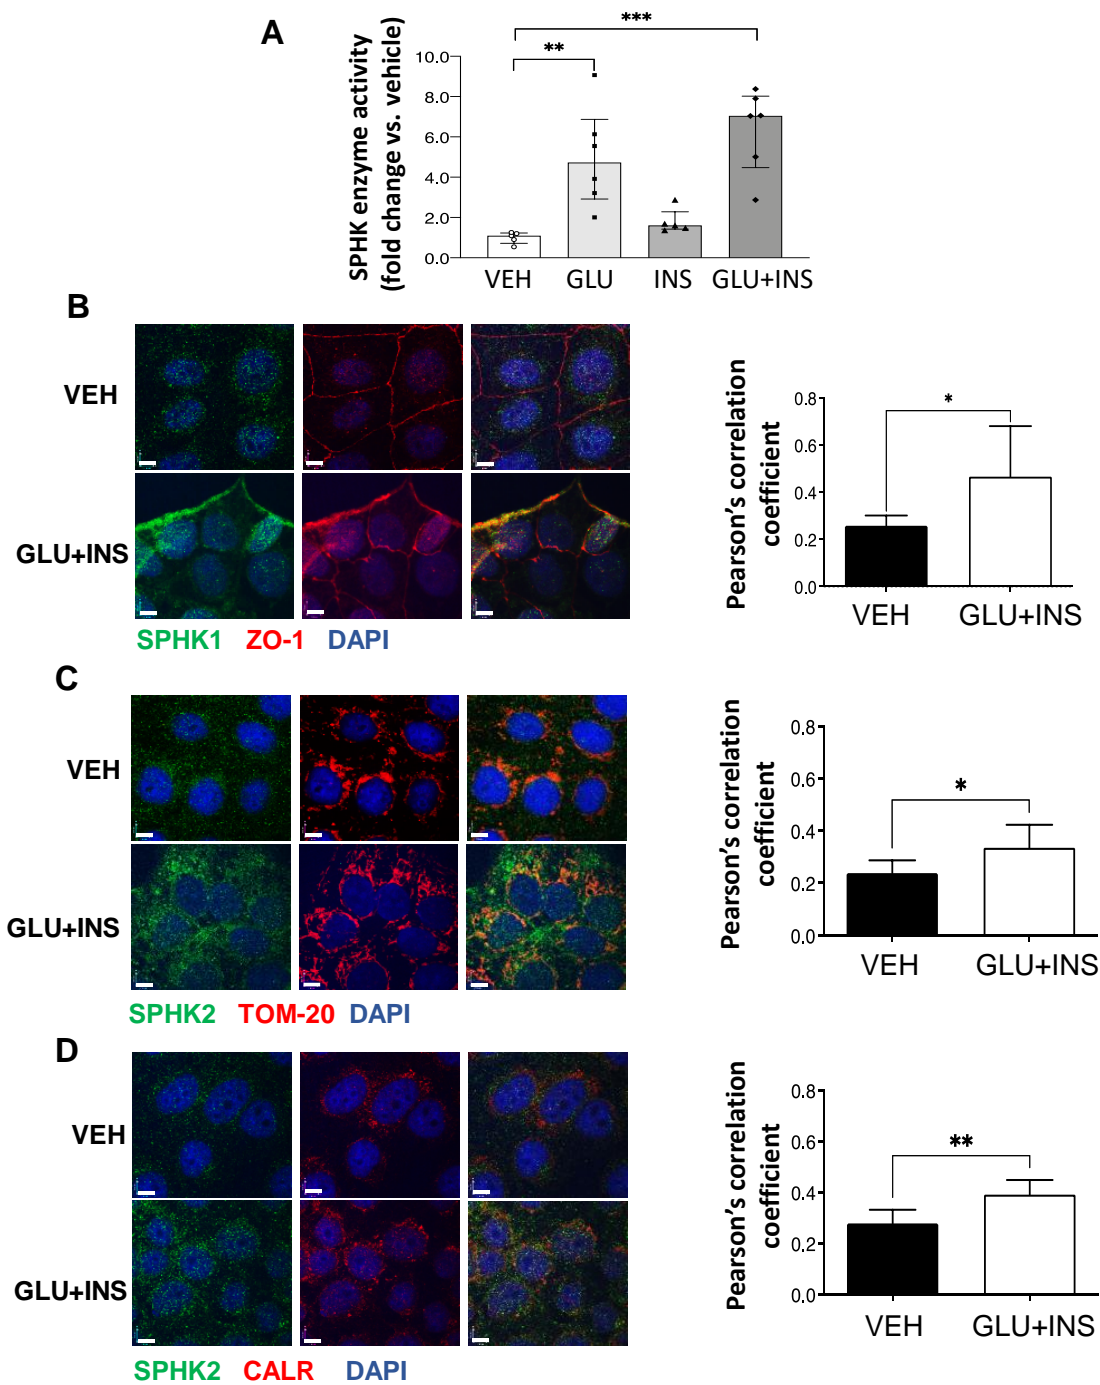 A
SPHK enzyme activity
(fold change vs. vehicle)
***
**
10.0
8.0
6.0
4.0
2.0
0.0
VEH GLU INS GLU+INS
B
VEH
GLU+INS
SPHK1 ZO-1 DAPI
Pearson's correlation
coefficient
*
0.8
0.6
0.4
0.2
0.0
VEH GLU+INS
C
VEH
GLU+INS
SPHK2 TOM-20 DAPI
Pearson's correlation
coefficient
*
0.8
0.6
0.4
0.2
0.0
VEH GLU+INS
D
VEH
GLU+INS
SPHK2 CALR DAPI
Pearson's correlation
coefficient
**
0.8
0.6
0.4
0.2
0.0
VEH GLU+INS